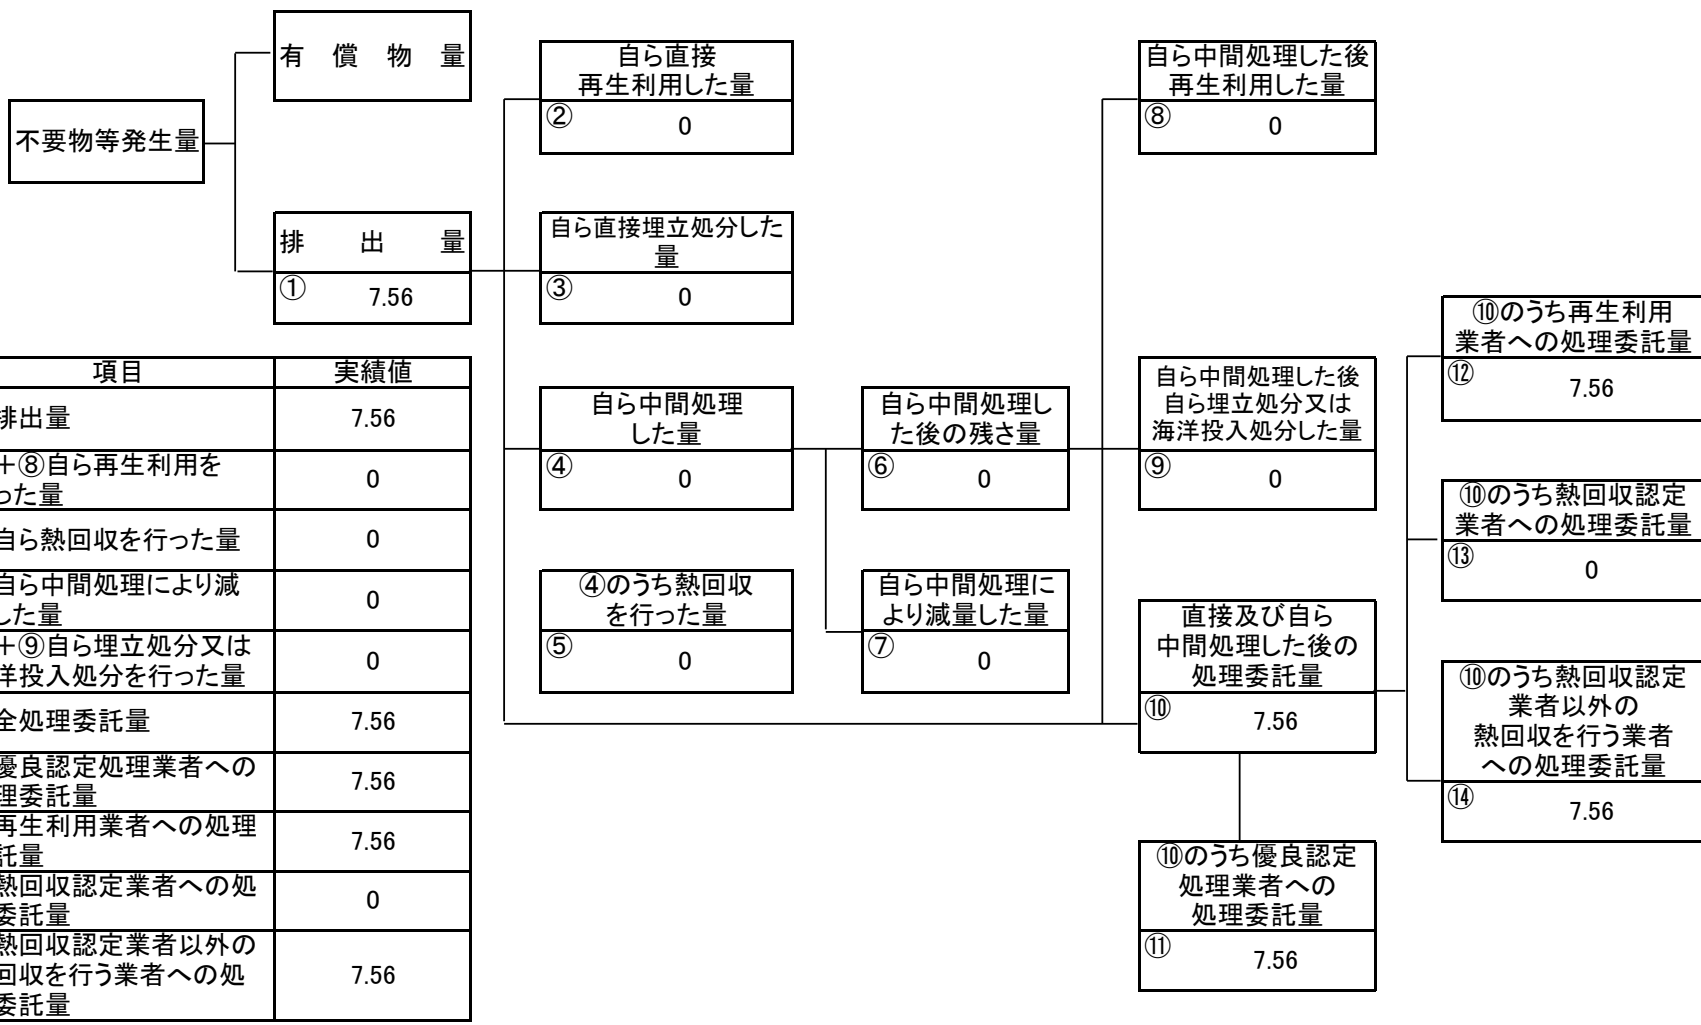 不要物等発生量
有償物量
排出量
① 7.56
自ら直接
再生利用した量
② 0
自ら直接埋立処分した
量
③ 0
自ら中間処理
した量
④ 0
④のうち熱回収
を行った量
⑤ 0
自ら中間処理し
た後の残さ量
⑥ 0
自ら中間処理に
より減量した量
⑦ 0
自ら中間処理した後
再生利用した量
⑧ 0
自ら中間処理した後
自ら埋立処分又は
海洋投入処分した量
⑨ 0
直接及び自ら
中間処理した後の
処理委託量
⑩ 7.56
⑩のうち優良認定
処理業者への
処理委託量
⑪ 7.56
⑩のうち再生利用
業者への処理委託量
⑫ 7.56
⑩のうち熱回収認定
業者への処理委託量
⑬ 0
⑩のうち熱回収認定
業者以外の
熱回収を行う業者
への処理委託量
⑭ 7.56
項目 実績値
排出量 7.56
＋⑧自ら再生利用を
った量 0
自ら熱回収を行った量 0
自ら中間処理により減
した量 0
＋⑨自ら埋立処分又は
洋投入処分を行った量 0
全処理委託量 7.56
優良認定処理業者への
理委託量 7.56
再生利用業者への処理
託量 7.56
熱回収認定業者への処
委託量 0
熱回収認定業者以外の
回収を行う業者への処
委託量 7.56